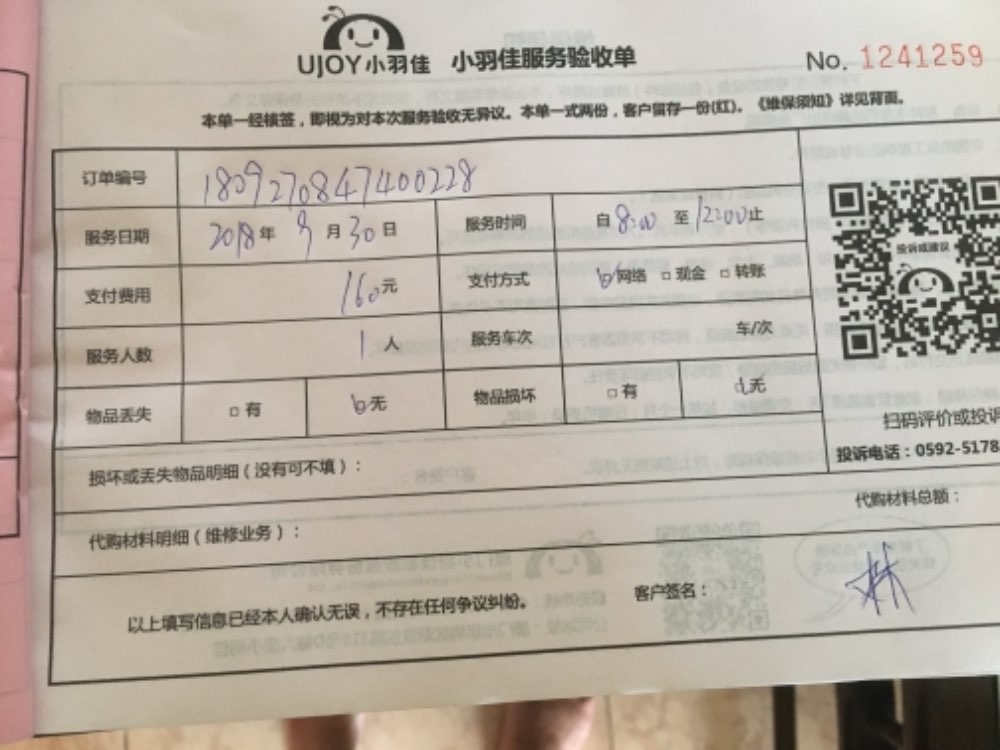 UJOY小羽佳 小羽佳服务验收单 No. 1241259
本单一经核签，即视为对本次服务验收无异议。本单一式两份，客户留存一份(红)。《维保须知》详见背面。
订单编号 1809270847400228
服务日期 2018年 9月30日 服务时间 自8:00至12:00止
支付费用 160元 支付方式 网络 □现金 □转账
服务人数 1人 服务车次 车/次
物品丢失 □有 无 物品损坏 □有 无
投诉或建议
扫码评价或投诉
投诉电话：0592-5178
损坏或丢失物品明细（没有可不填）：
代购材料明细（维修业务）： 代购材料总额：
以上填写信息已经本人确认无误，不存在任何争议纠纷。 客户签名： 林